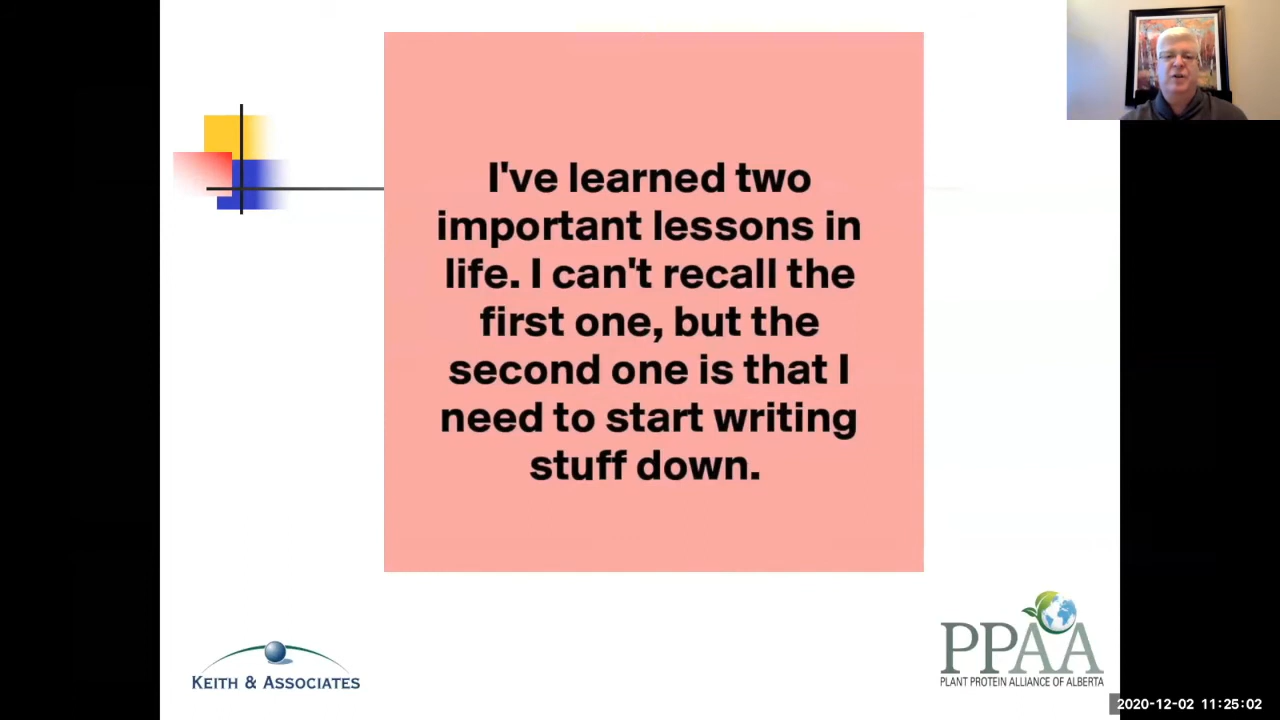 I've learned two
important lessons in
life. I can't recall the
first one, but the
second one is that I
need to start writing
stuff down.
KEITH & ASSOCIATES
PPAA
PLANT PROTEIN ALLIANCE OF ALBERTA
2020-12-02 11:25:02